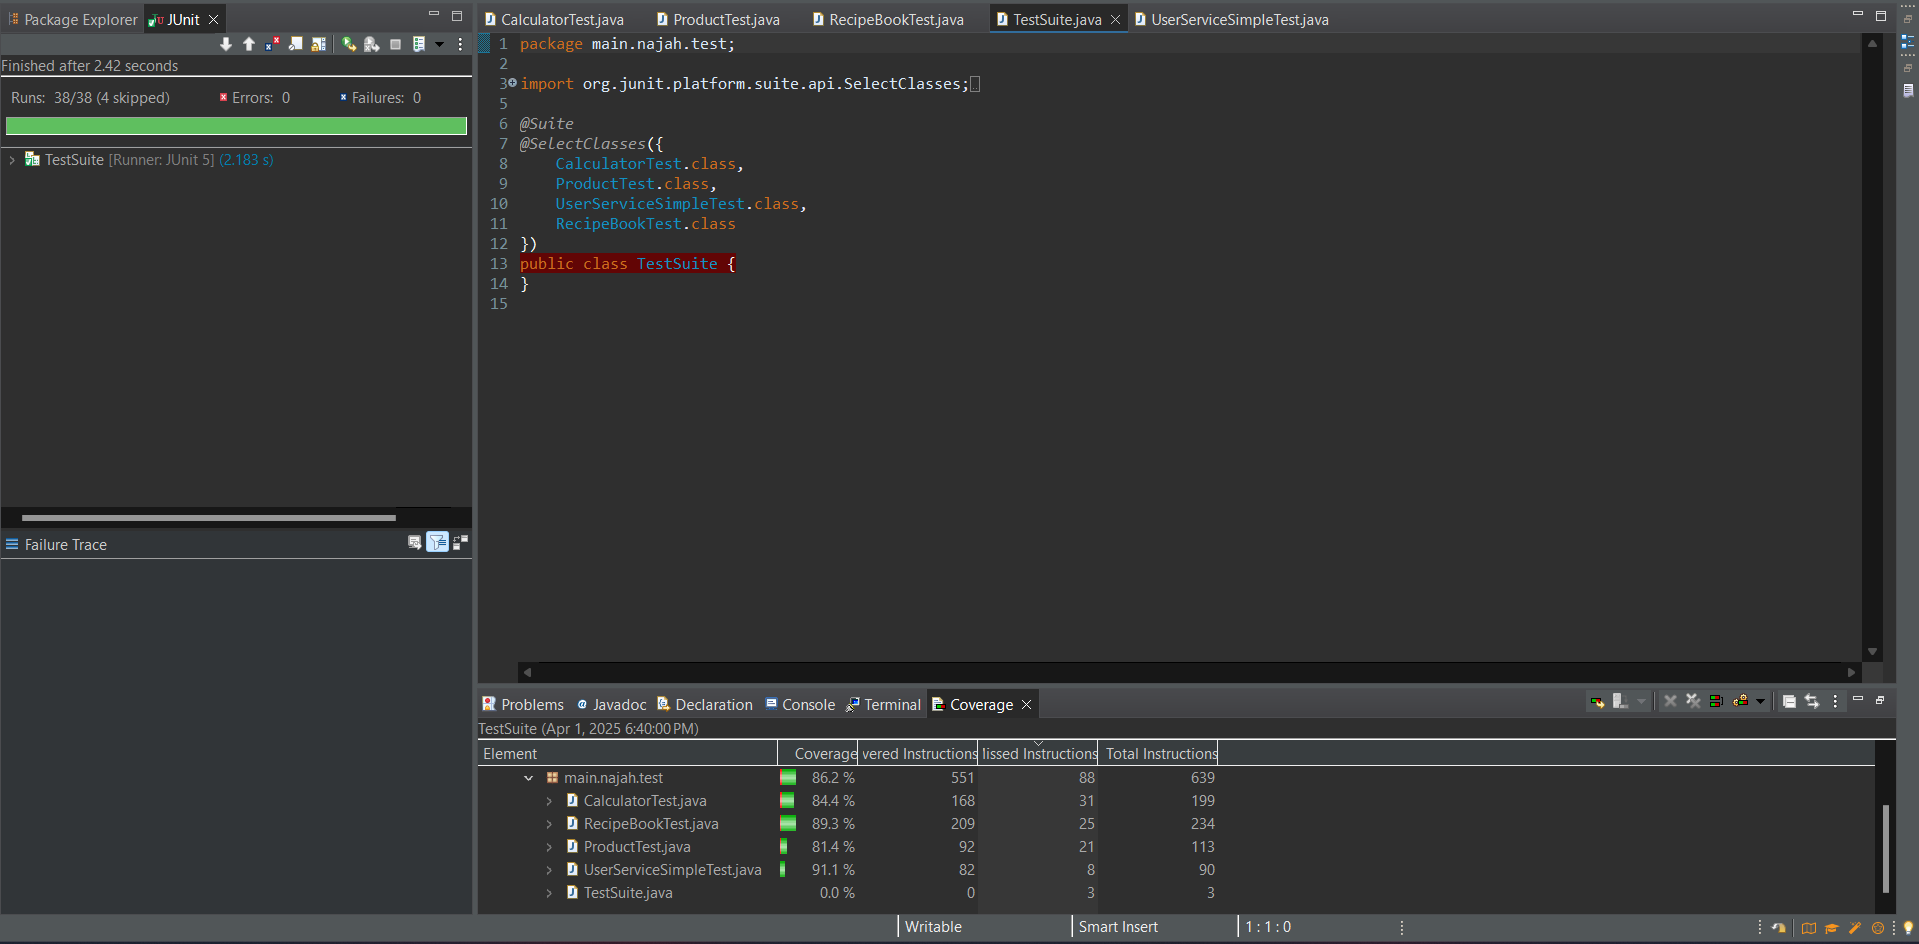 Package Explorer JUnit
Finished after 2.42 seconds
Runs: 38/38 (4 skipped) Errors: 0 Failures: 0
TestSuite [Runner: JUnit 5] (2.183 s)
Failure Trace
CalculatorTest.java ProductTest.java RecipeBookTest.java TestSuite.java UserServiceSimpleTest.java
1 package main.najah.test;
2
3 import org.junit.platform.suite.api.SelectClasses;
5
6 @Suite
7 @SelectClasses({
8 CalculatorTest.class,
9 ProductTest.class,
10 UserServiceSimpleTest.class,
11 RecipeBookTest.class
12 })
13 public class TestSuite {
14 }
15
Problems Javadoc Declaration Console Terminal Coverage
TestSuite (Apr 1, 2025 6:40:00 PM)
Element Coverage vered Instructions lissed Instructions Total Instructions
main.najah.test 86.2 % 551 88 639
CalculatorTest.java 84.4 % 168 31 199
RecipeBookTest.java 89.3 % 209 25 234
ProductTest.java 81.4 % 92 21 113
UserServiceSimpleTest.java 91.1 % 82 8 90
TestSuite.java 0.0 % 0 3 3
Writable Smart Insert 1 : 1 : 0